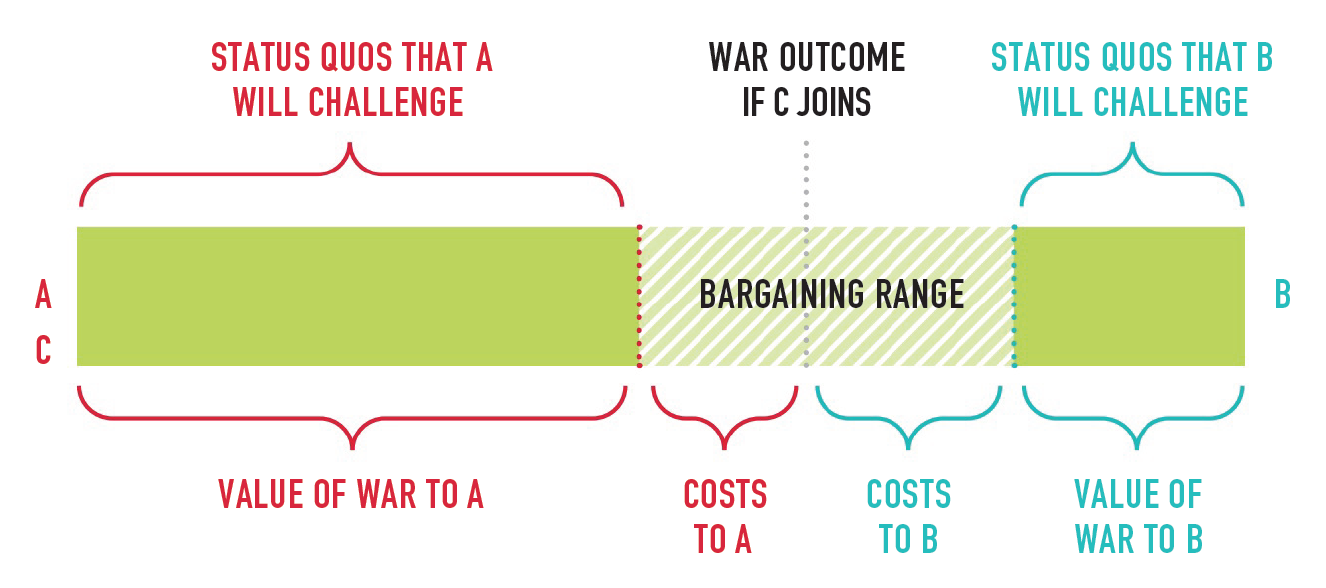 STATUS QUOS THAT A
WILL CHALLENGE
WAR OUTCOME
IF C JOINS
STATUS QUOS THAT B
WILL CHALLENGE
A
C
BARGAINING RANGE
B
VALUE OF WAR TO A
COSTS
TO A
COSTS
TO B
VALUE OF
WAR TO B